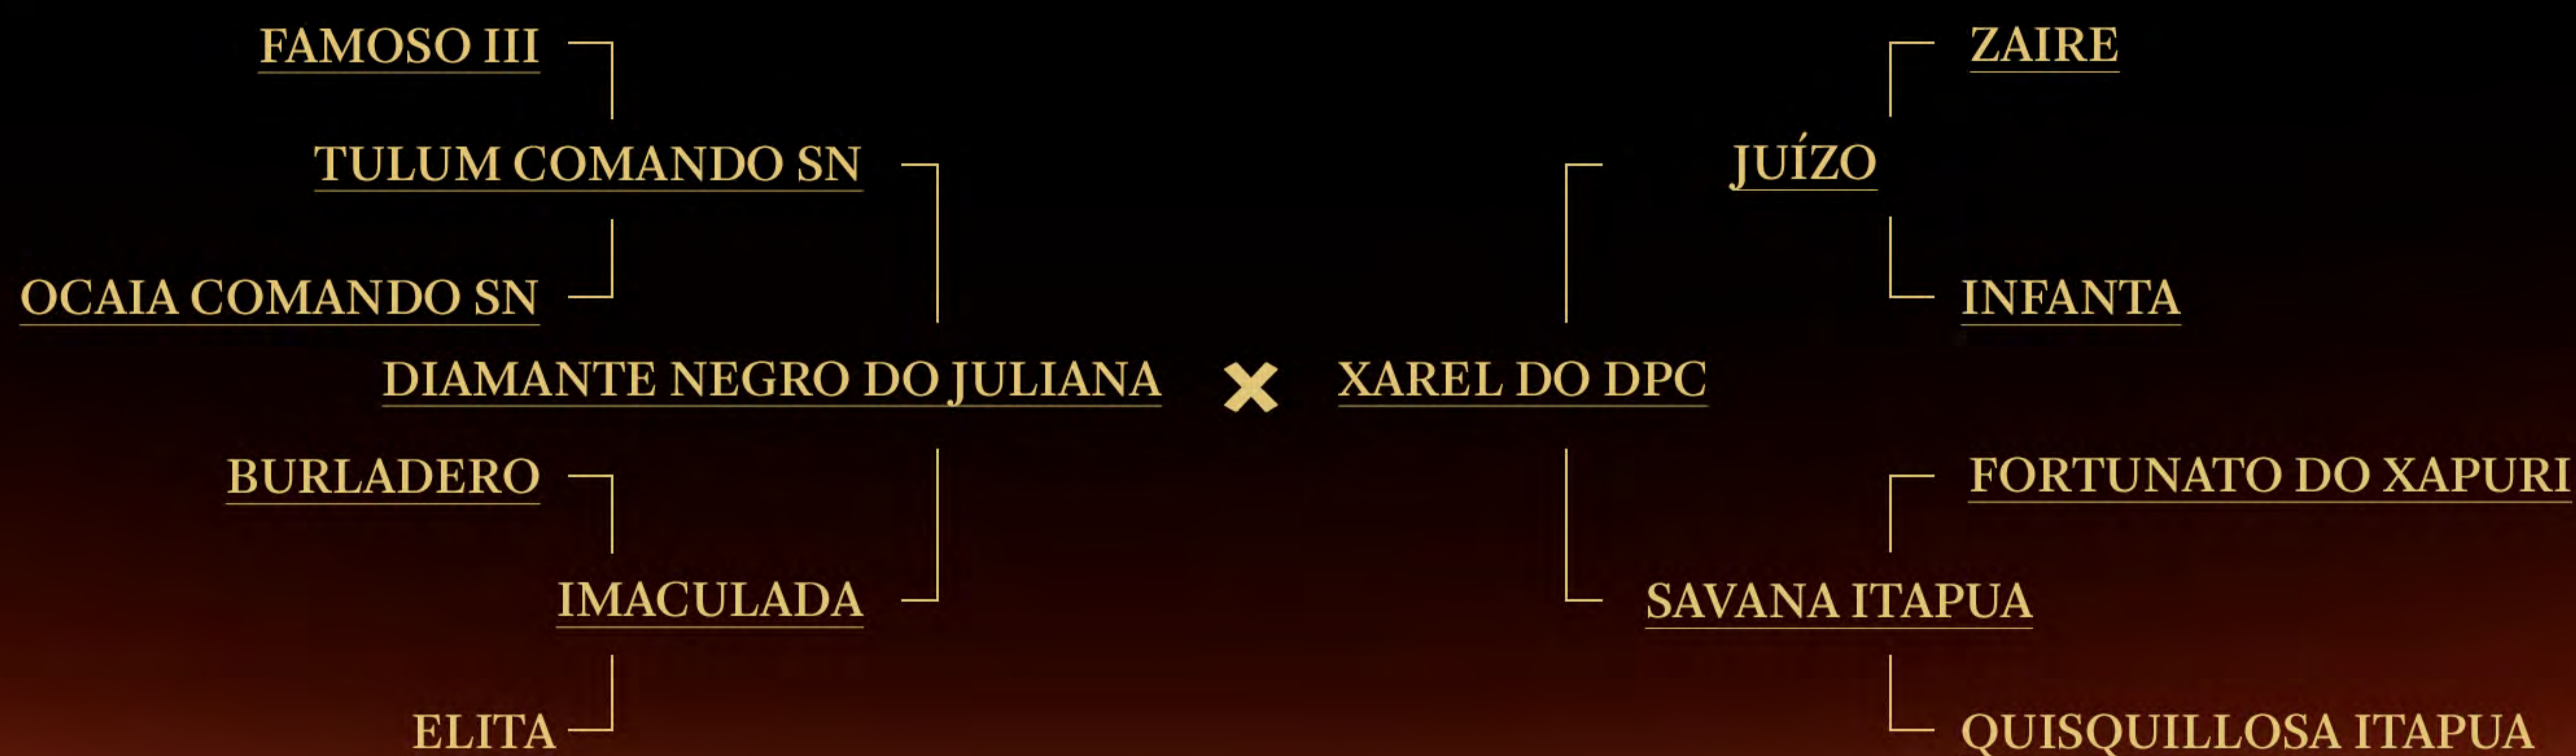 FAMOSO III
ZAIRE
TULUM COMANDO SN
JUÍZO
OCAIA COMANDO SN
INFANTA
DIAMANTE NEGRO DO JULIANA × XAREL DO DPC
BURLADERO
FORTUNATO DO XAPURI
IMACULADA
SAVANA ITAPUA
ELITA
QUISQUILLOSA ITAPUA